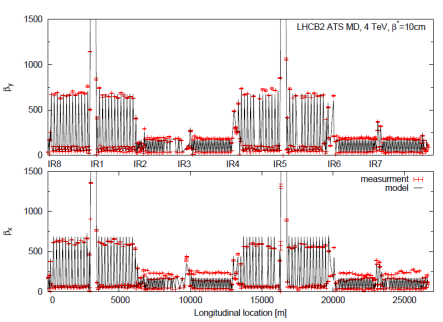 LHCB2 ATS MD, 4 TeV, β*=10cm
1500
1000
500
0
βy
IR8 IR1 IR2 IR3 IR4 IR5 IR6 IR7
measurment
model
1500
1000
500
0
βx
0 5000 10000 15000 20000 25000
Longitudinal location [m]